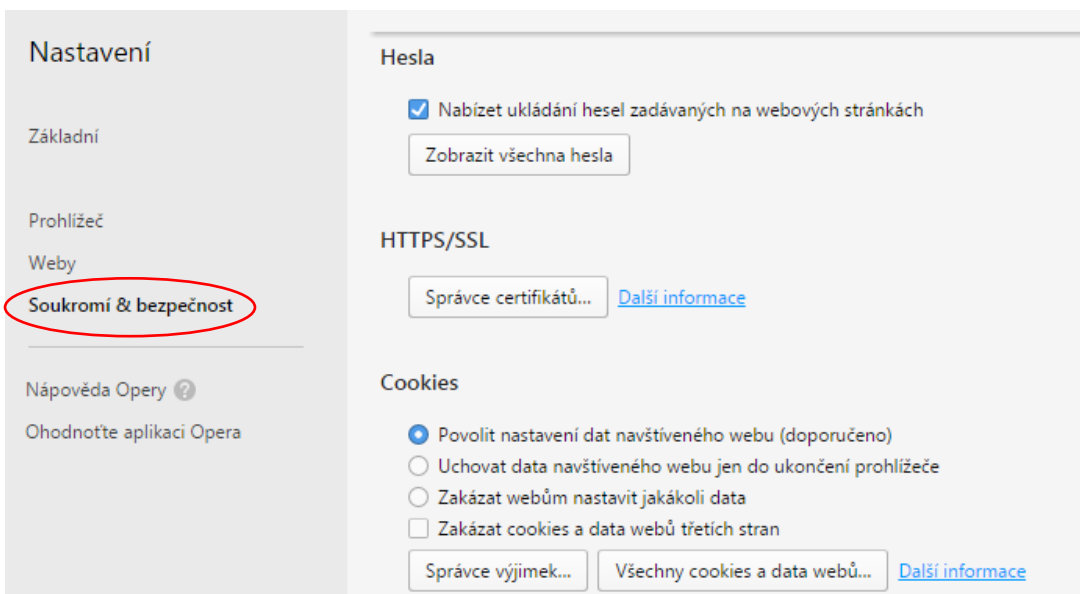 Nastavení
Základní
Prohlížeč
Weby
Soukromí & bezpečnost
Nápověda Opery ?
Ohodnoťte aplikaci Opera
Hesla
Nabízet ukládání hesel zadávaných na webových stránkách
Zobrazit všechna hesla
HTTPS/SSL
Správce certifikátů... Další informace
Cookies
Povolit nastavení dat navštíveného webu (doporučeno)
Uchovat data navštíveného webu jen do ukončení prohlížeče
Zakázat webům nastavit jakákoli data
Zakázat cookies a data webů třetích stran
Správce výjimek... Všechny cookies a data webů... Další informace